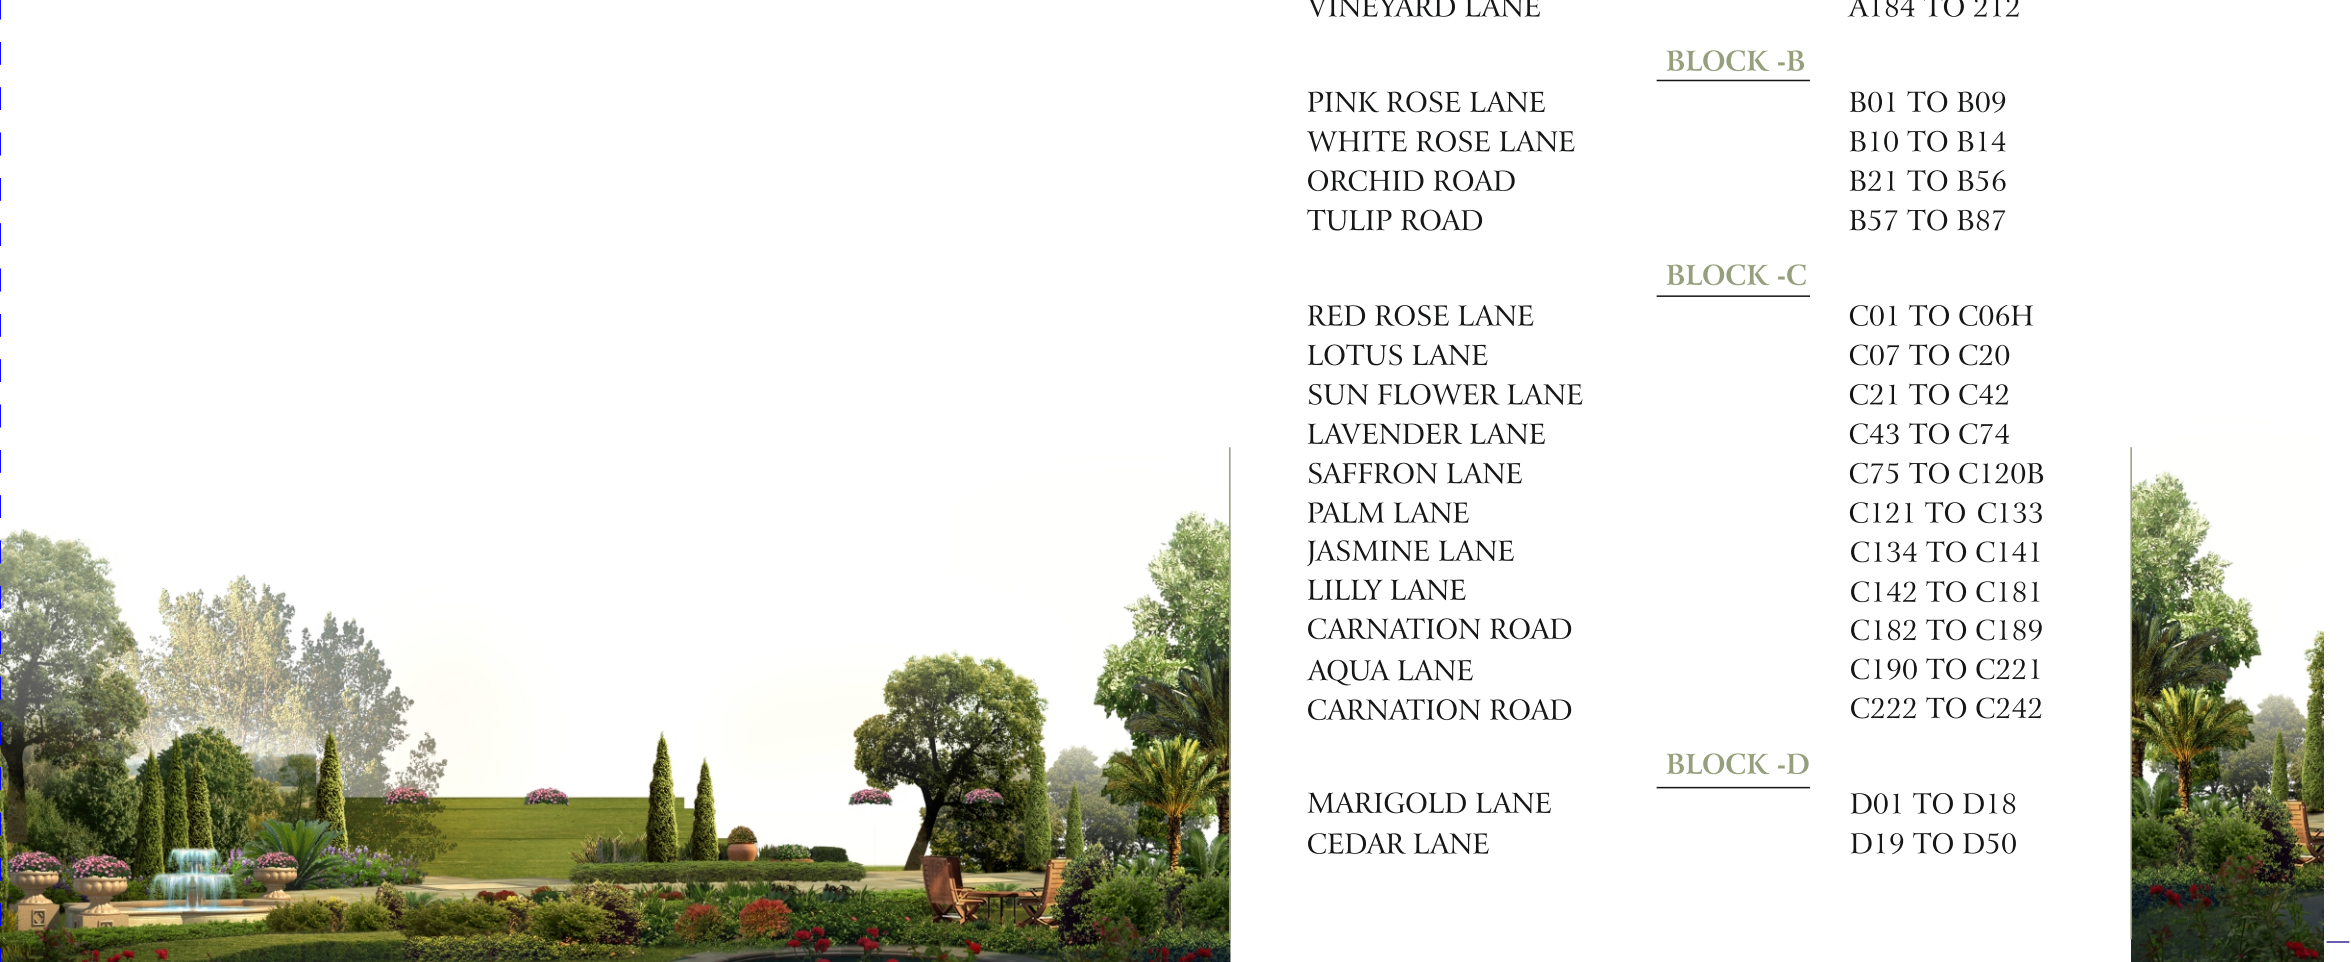 VINEYARD LANE A184 TO 212
BLOCK -B
PINK ROSE LANE B01 TO B09
WHITE ROSE LANE B10 TO B14
ORCHID ROAD B21 TO B56
TULIP ROAD B57 TO B87
BLOCK -C
RED ROSE LANE C01 TO C06H
LOTUS LANE C07 TO C20
SUN FLOWER LANE C21 TO C42
LAVENDER LANE C43 TO C74
SAFFRON LANE C75 TO C120B
PALM LANE C121 TO C133
JASMINE LANE C134 TO C141
LILLY LANE C142 TO C181
CARNATION ROAD C182 TO C189
AQUA LANE C190 TO C221
CARNATION ROAD C222 TO C242
BLOCK -D
MARIGOLD LANE D01 TO D18
CEDAR LANE D19 TO D50